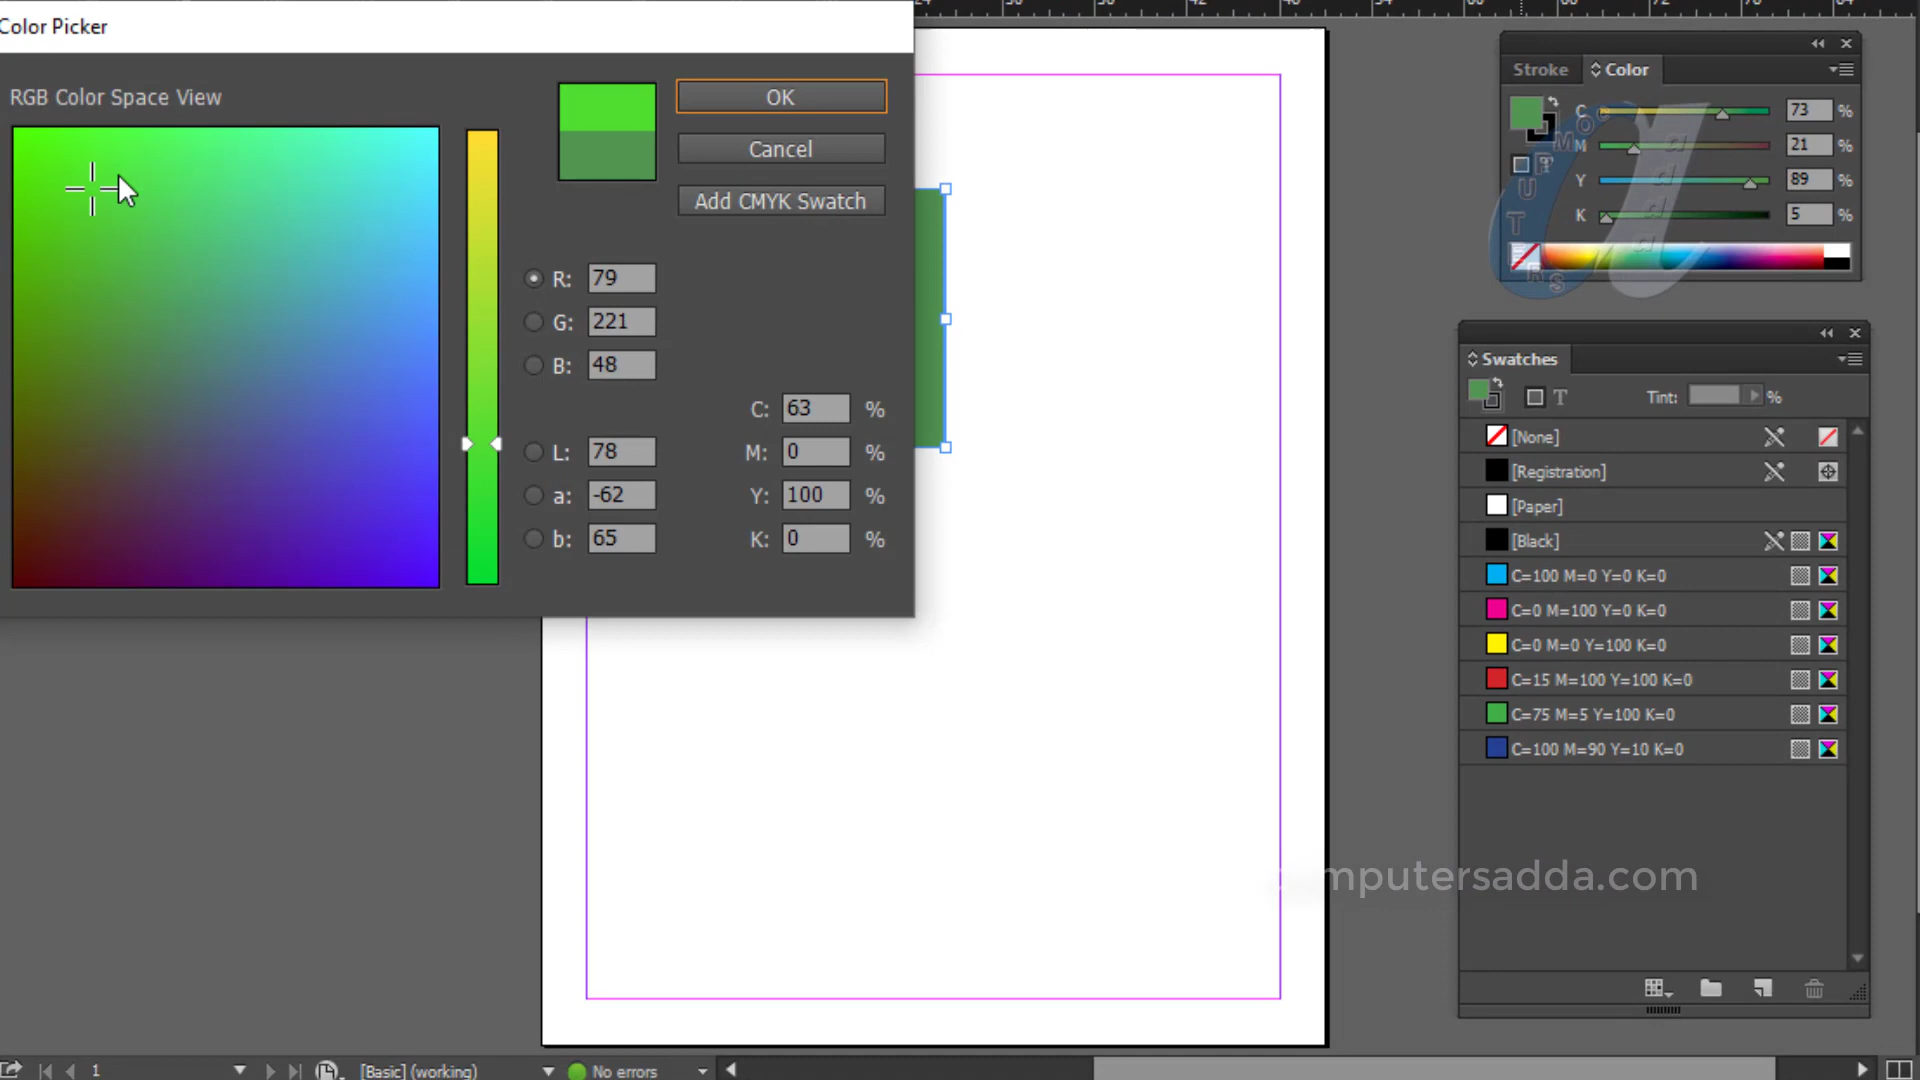 Color Picker
RGB Color Space View
OK
Cancel
Add CMYK Swatch
R: 79
G: 221
B: 48
C: 63 %
L: 78
M: 0 %
a: -62
Y: 100 %
b: 65
K: 0 %
Stroke
Color
C 73 %
M 21 %
Y 89 %
K 5 %
Swatches
T
Tint: %
[None]
[Registration]
[Paper]
[Black]
C=100 M=0 Y=0 K=0
C=0 M=100 Y=0 K=0
C=0 M=0 Y=100 K=0
C=15 M=100 Y=100 K=0
C=75 M=5 Y=100 K=0
C=100 M=90 Y=10 K=0
mputersadda.com
1
[Basic] (working)
No errors